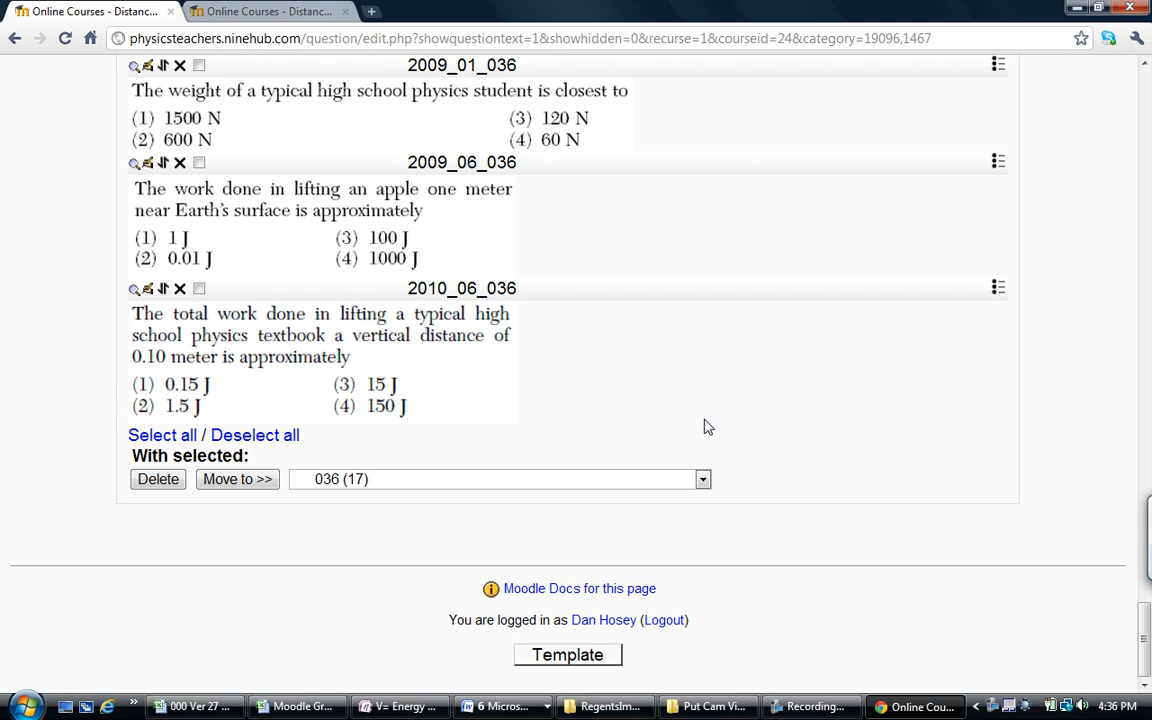 Online Courses - Distanc...
Online Courses - Distanc...
physicsteachers.ninehub.com/question/edit.php?showquestiontext=1&showhidden=0&recurse=1&courseid=24&category=19096,1467
2009_01_036
The weight of a typical high school physics student is closest to
(1) 1500 N (3) 120 N
(2) 600 N (4) 60 N
2009_06_036
The work done in lifting an apple one meter
near Earth's surface is approximately
(1) 1 J (3) 100 J
(2) 0.01 J (4) 1000 J
2010_06_036
The total work done in lifting a typical high
school physics textbook a vertical distance of
0.10 meter is approximately
(1) 0.15 J (3) 15 J
(2) 1.5 J (4) 150 J
Select all / Deselect all
With selected:
Delete Move to >> 036 (17)
Moodle Docs for this page
You are logged in as Dan Hosey (Logout)
Template
000 Ver 27 ... Moodle Gr... V= Energy ... 6 Micros... RegentsIm... Put Cam Vi... Recording... Online Cou... 4:36 PM